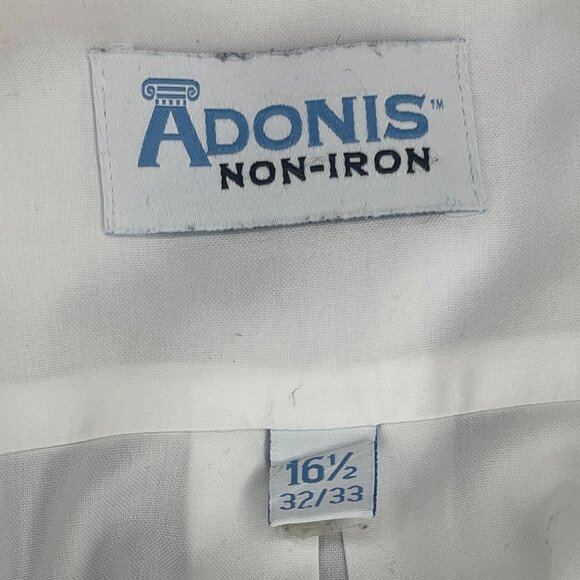 ADONIS™
NON-IRON
16½
32/33